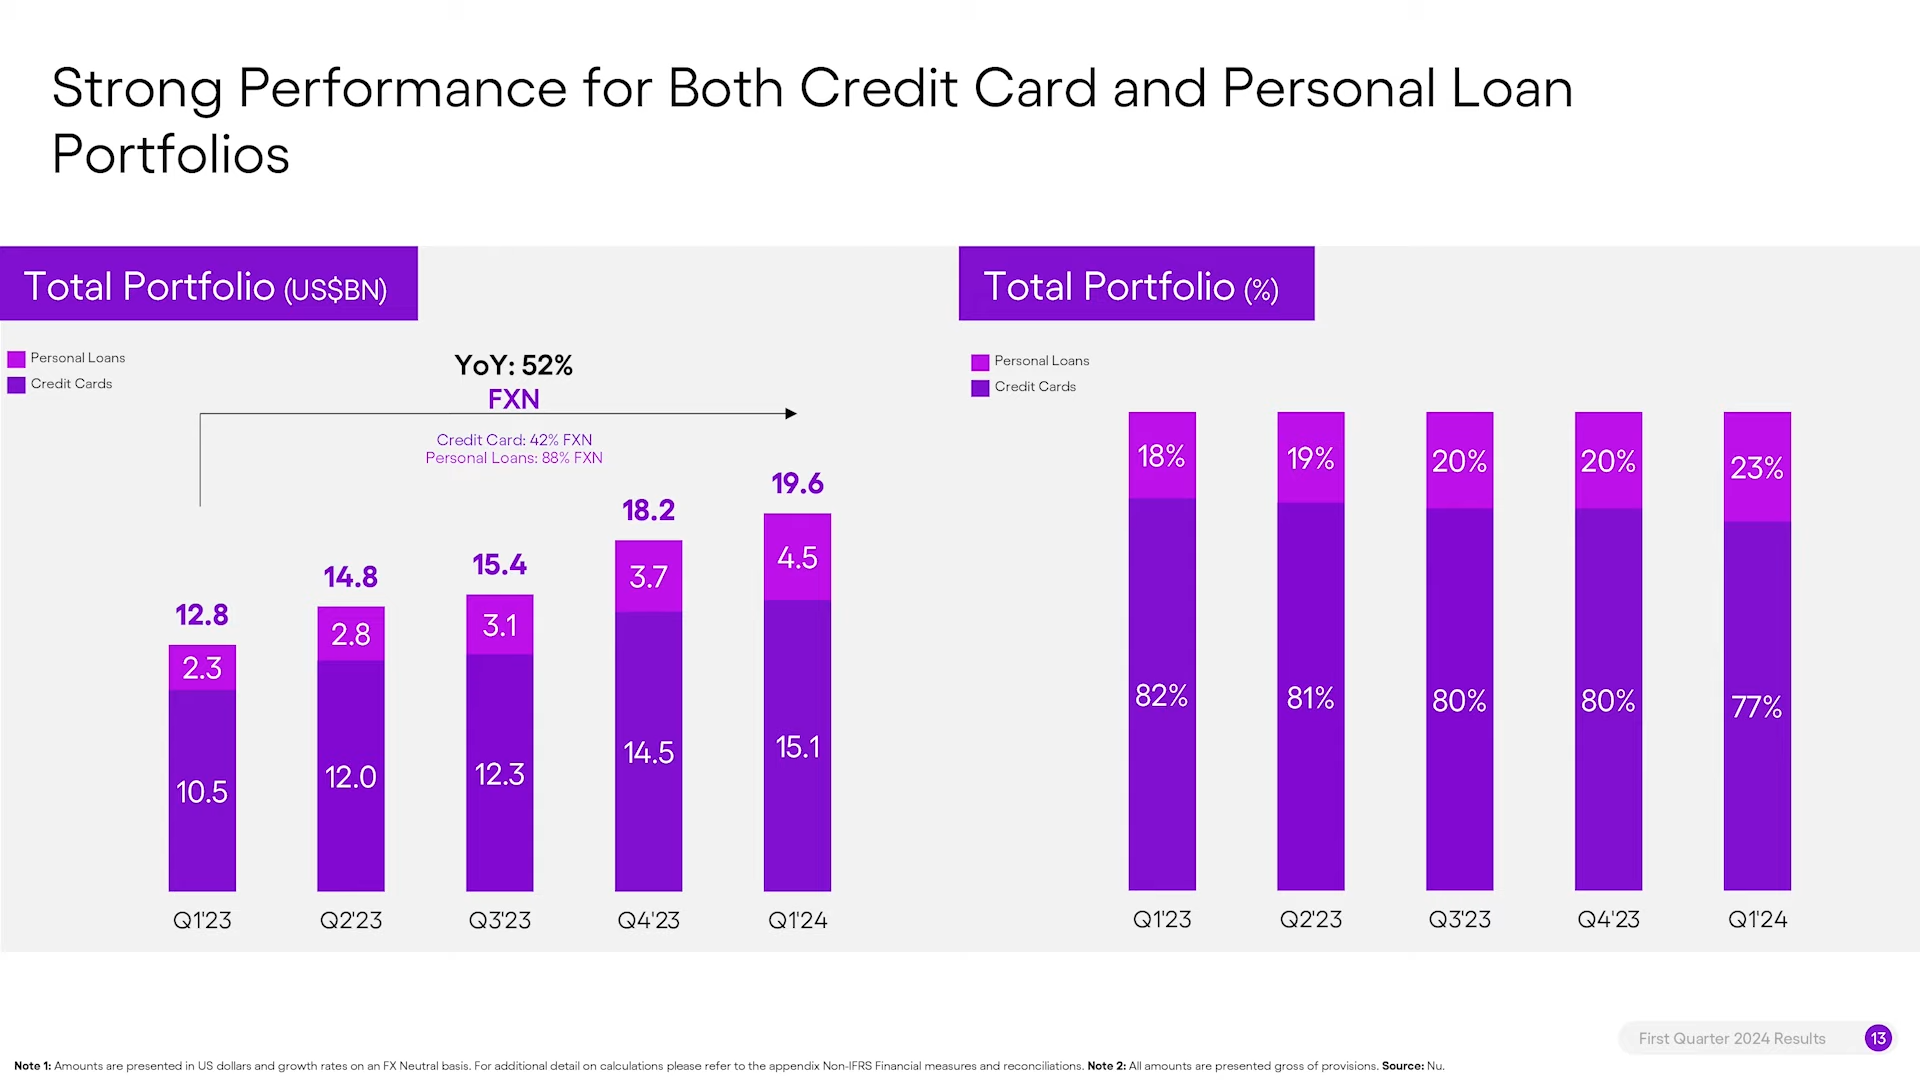 Strong Performance for Both Credit Card and Personal Loan
Portfolios
Total Portfolio (US$BN)
Personal Loans
Credit Cards
YoY: 52%
FXN
Credit Card: 42% FXN
Personal Loans: 88% FXN
12.8
14.8
15.4
18.2
19.6
2.3
2.8
3.1
3.7
4.5
10.5
12.0
12.3
14.5
15.1
Q1'23
Q2'23
Q3'23
Q4'23
Q1'24
Total Portfolio (%)
Personal Loans
Credit Cards
18%
19%
20%
20%
23%
82%
81%
80%
80%
77%
Q1'23
Q2'23
Q3'23
Q4'23
Q1'24
First Quarter 2024 Results 13
Note 1: Amounts are presented in US dollars and growth rates on an FX Neutral basis. For additional detail on calculations please refer to the appendix Non-IFRS Financial measures and reconciliations. Note 2: All amounts are presented gross of provisions. Source: Nu.